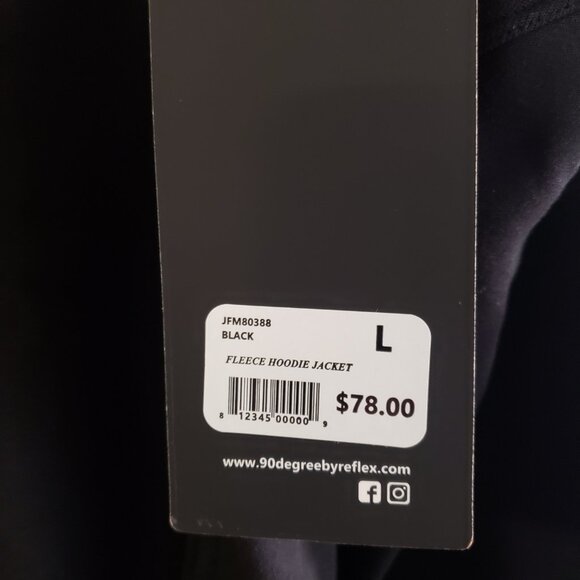 JFM80388
BLACK
L
FLEECE HOODIE JACKET
8 12345 00000 9
$78.00
www.90degreebyreflex.com